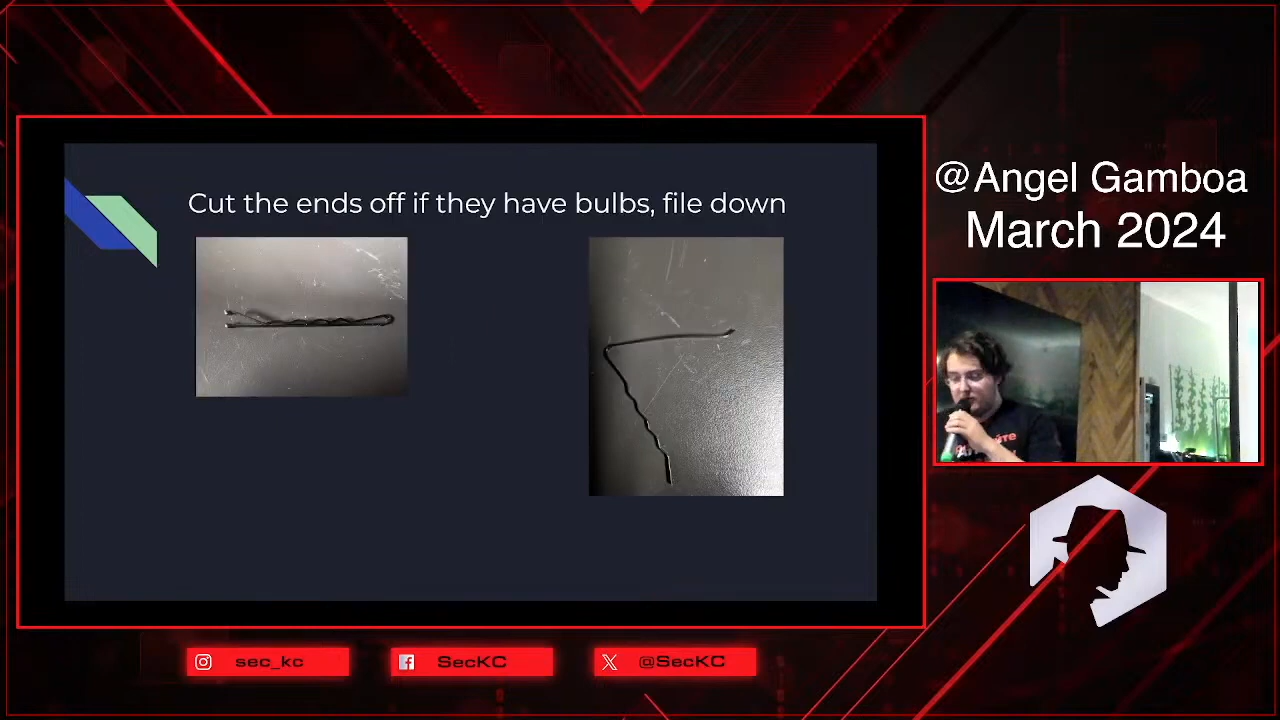 Cut the ends off if they have bulbs, file down
@Angel Gamboa
March 2024
sec_kc
SecKC
@SecKC